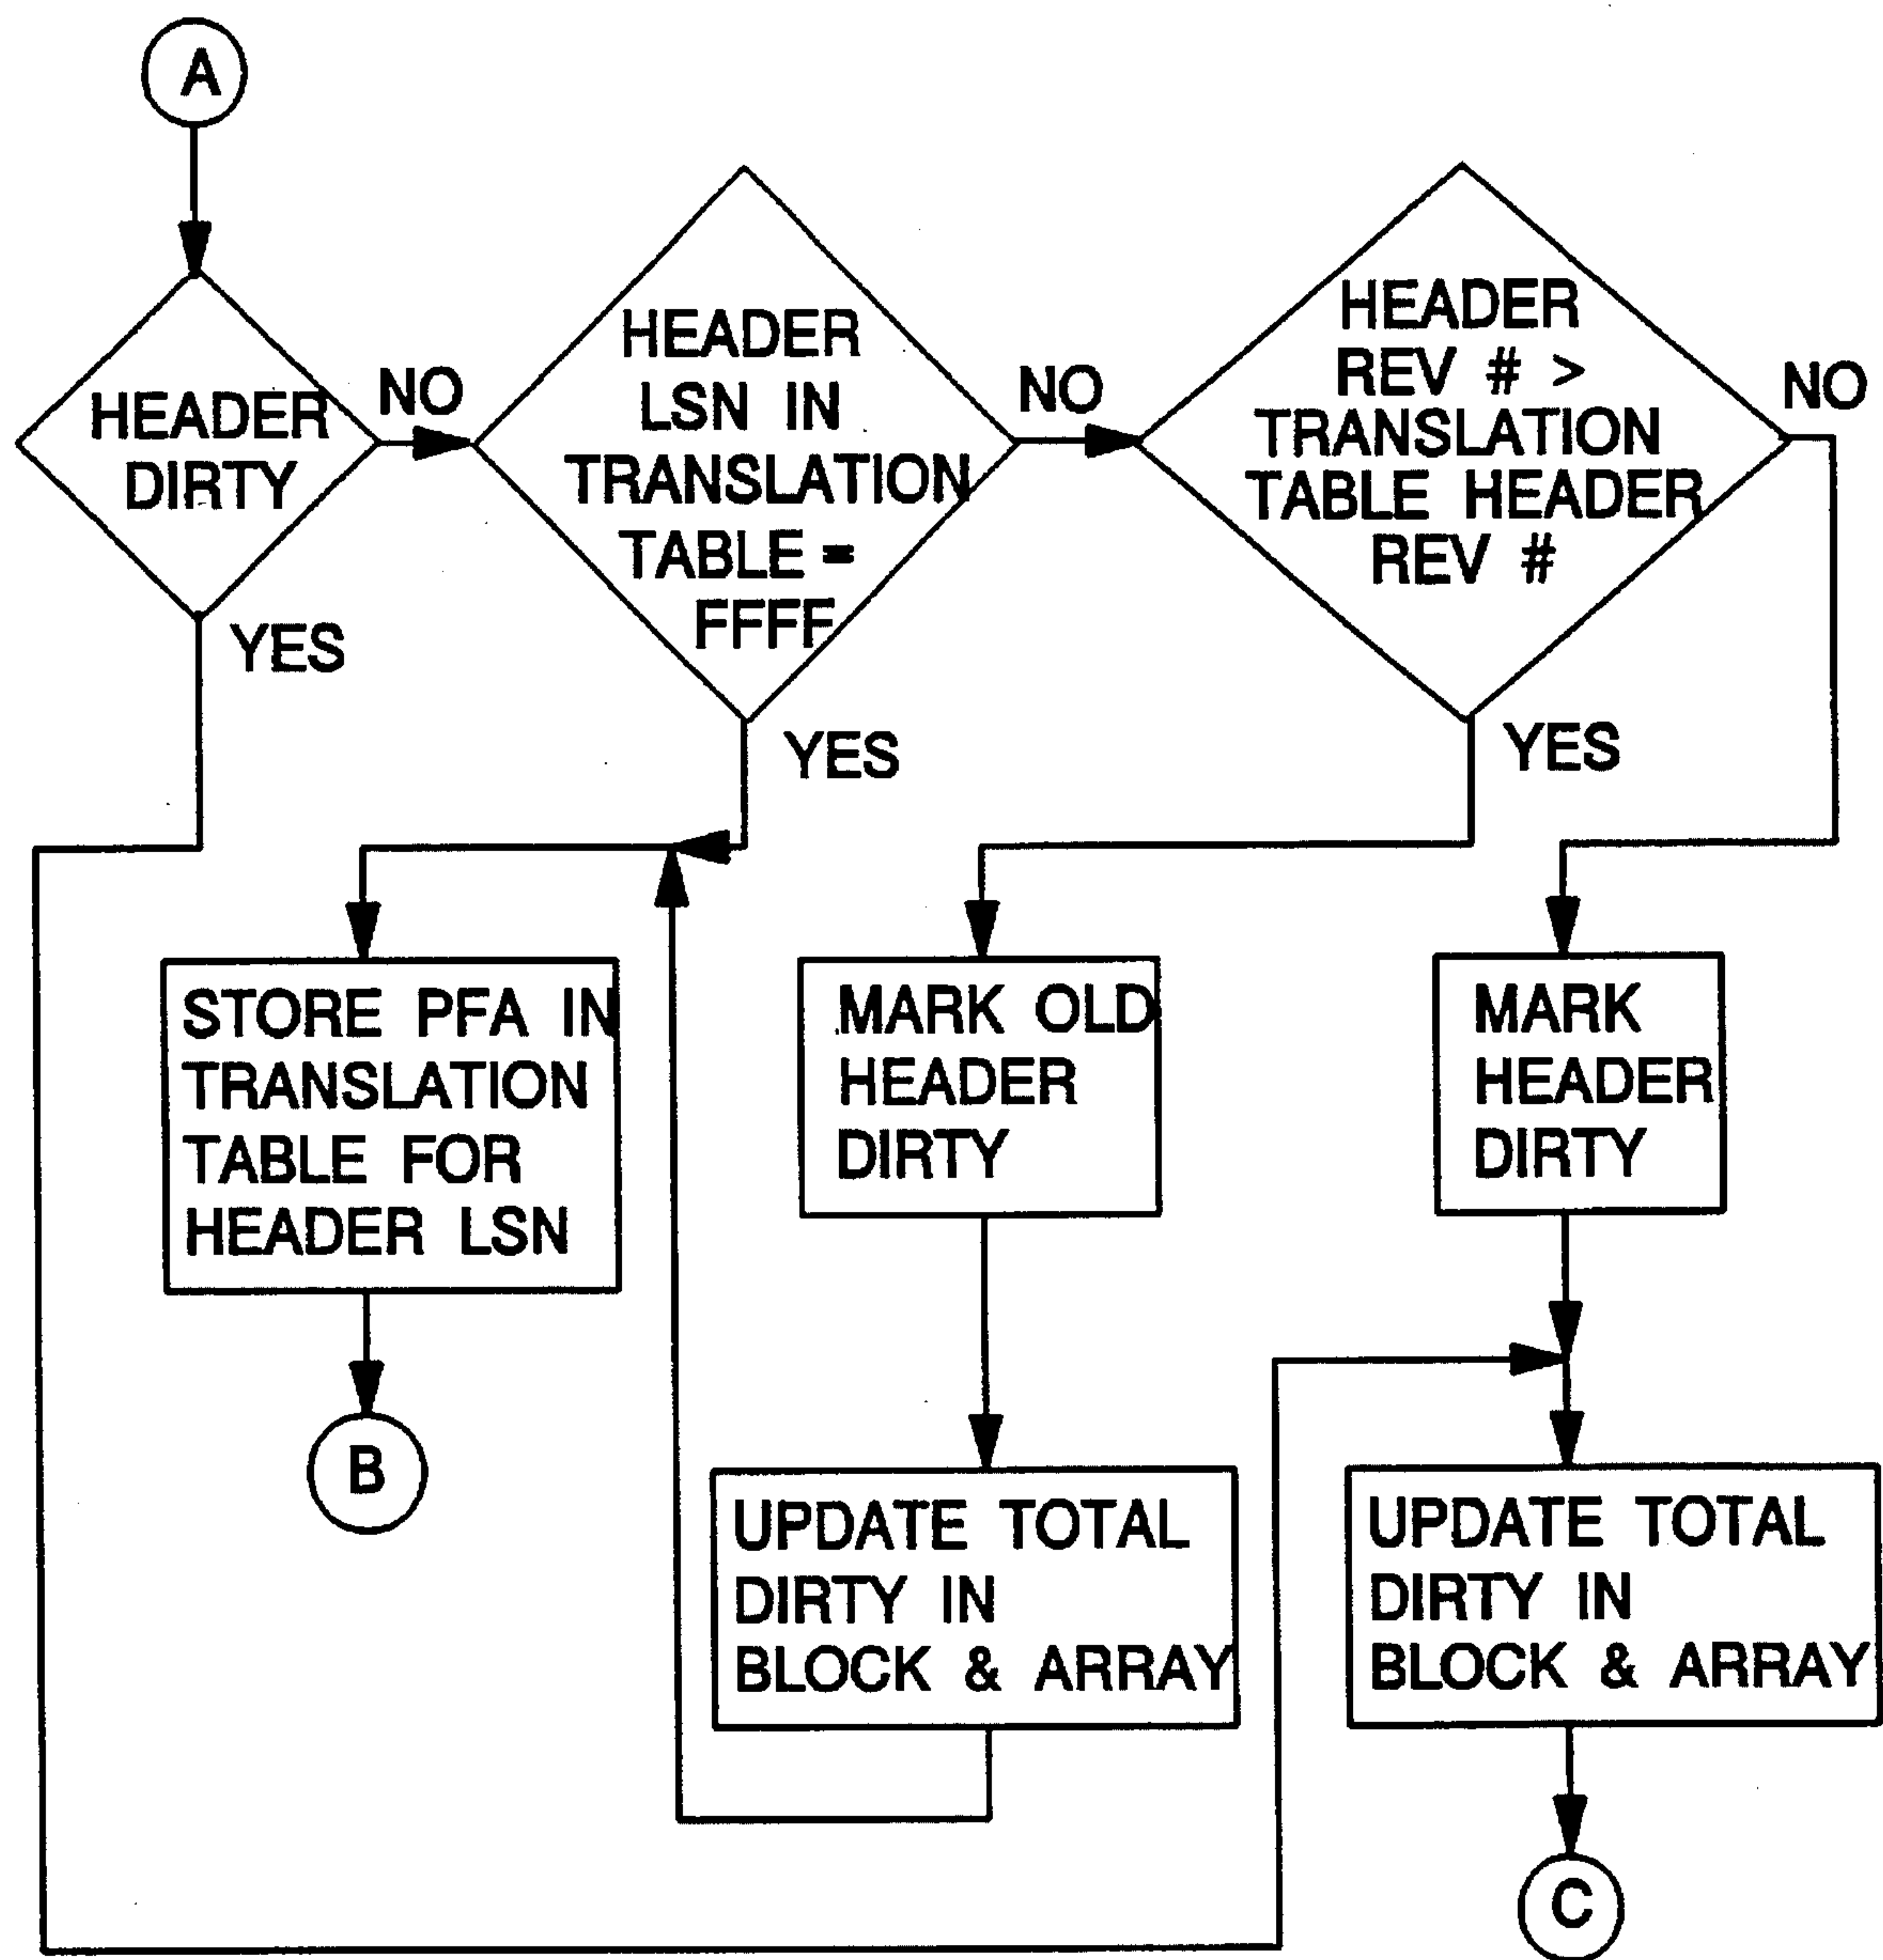 A
HEADER
DIRTY
NO
YES
HEADER
LSN IN
TRANSLATION
TABLE =
FFFF
NO
YES
HEADER
REV # >
TRANSLATION
TABLE HEADER
REV #
NO
YES
STORE PFA IN
TRANSLATION
TABLE FOR
HEADER LSN
B
MARK OLD
HEADER
DIRTY
MARK
HEADER
DIRTY
UPDATE TOTAL
DIRTY IN
BLOCK & ARRAY
UPDATE TOTAL
DIRTY IN
BLOCK & ARRAY
C